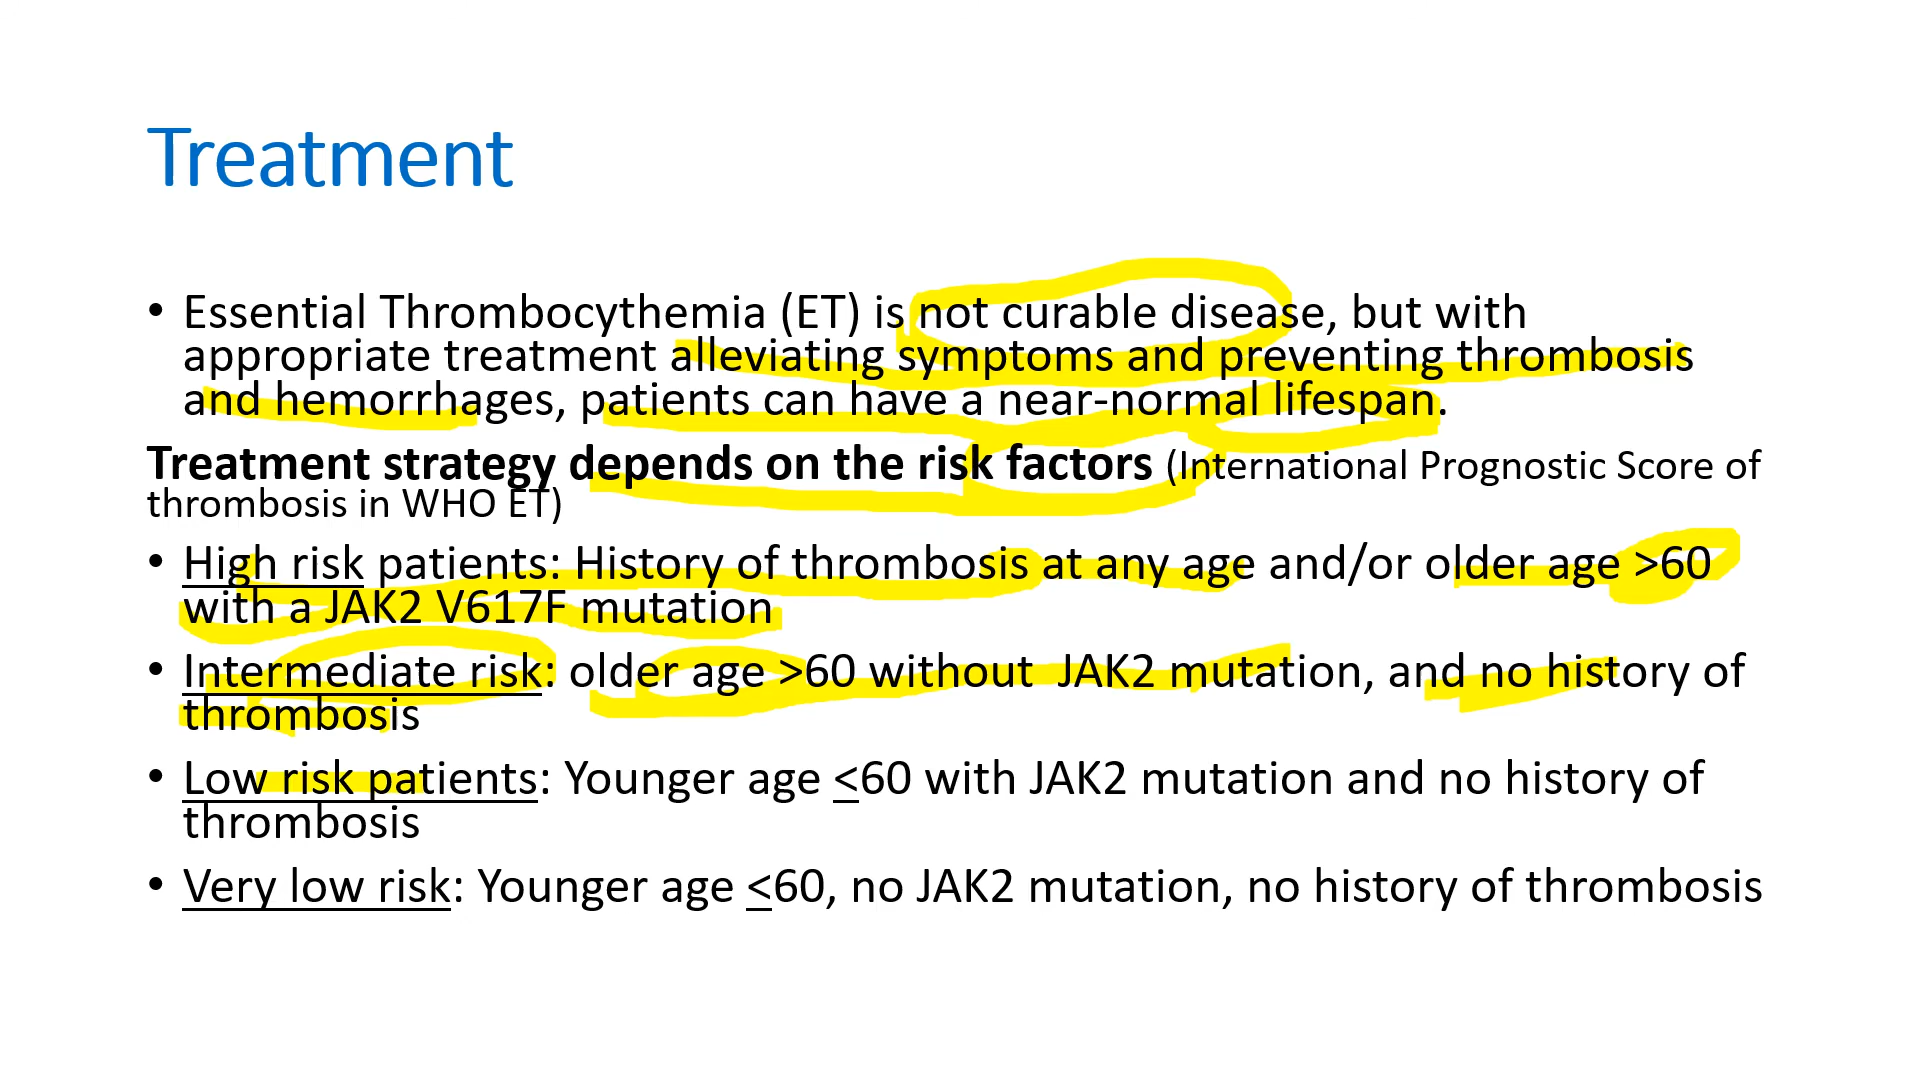 Treatment
• Essential Thrombocythemia (ET) is not curable disease, but with
appropriate treatment alleviating symptoms and preventing thrombosis
and hemorrhages, patients can have a near-normal lifespan.
Treatment strategy depends on the risk factors (International Prognostic Score of
thrombosis in WHO ET)
• High risk patients: History of thrombosis at any age and/or older age >60
with a JAK2 V617F mutation
• Intermediate risk: older age >60 without  JAK2 mutation, and no history of
thrombosis
• Low risk patients: Younger age <60 with JAK2 mutation and no history of
thrombosis
• Very low risk: Younger age <60, no JAK2 mutation, no history of thrombosis